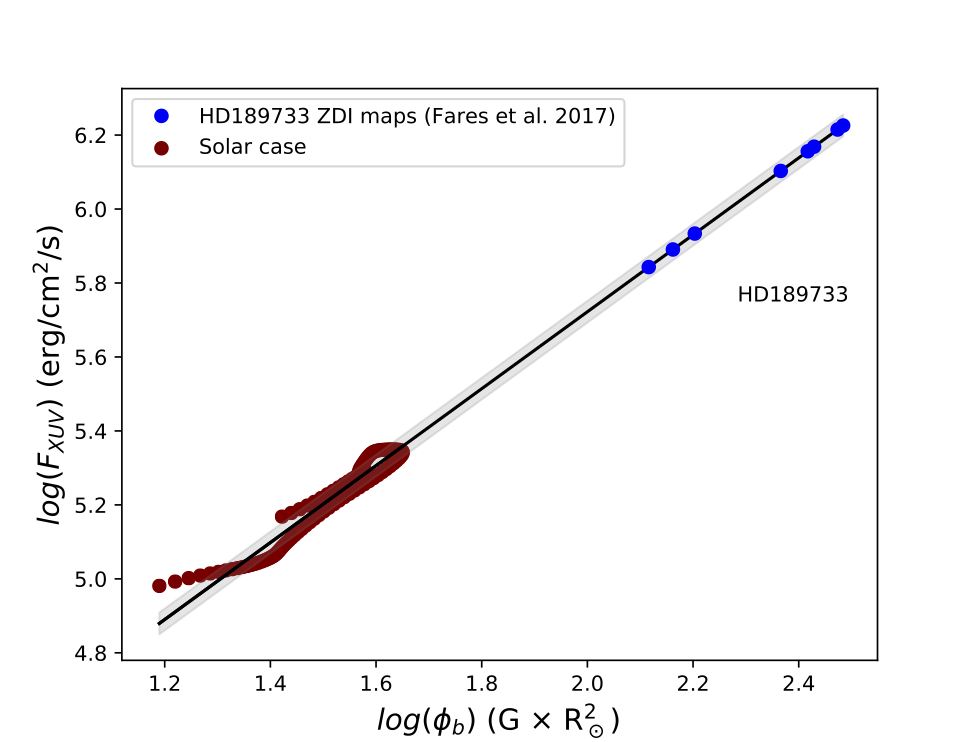 HD189733 ZDI maps (Fares et al. 2017)
Solar case
6.2
6.0
5.8
5.6
5.4
5.2
5.0
4.8
log(F_XUV) (erg/cm²/s)
HD189733
1.2 1.4 1.6 1.8 2.0 2.2 2.4
log(ϕ_b) (G × R²_⊙)